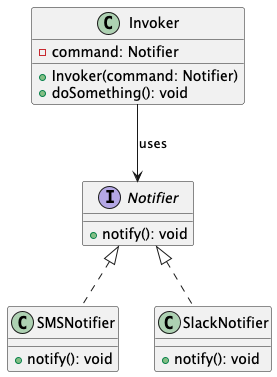 C Invoker
command: Notifier
Invoker(command: Notifier)
doSomething(): void
uses
I Notifier
notify(): void
C SMSNotifier
notify(): void
C SlackNotifier
notify(): void